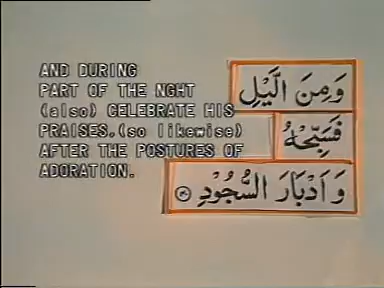 AND DURING
PART OF THE NGHT
(also) CELEBRATE HIS
PRAISES.(so likewise)
AFTER THE POSTURES OF
ADORATION.
وَمِنَ الَّيْلِ
فَسَبِّحْهُ
وَاَدْبَارَ السُّجُوْدِ ۝۴۰